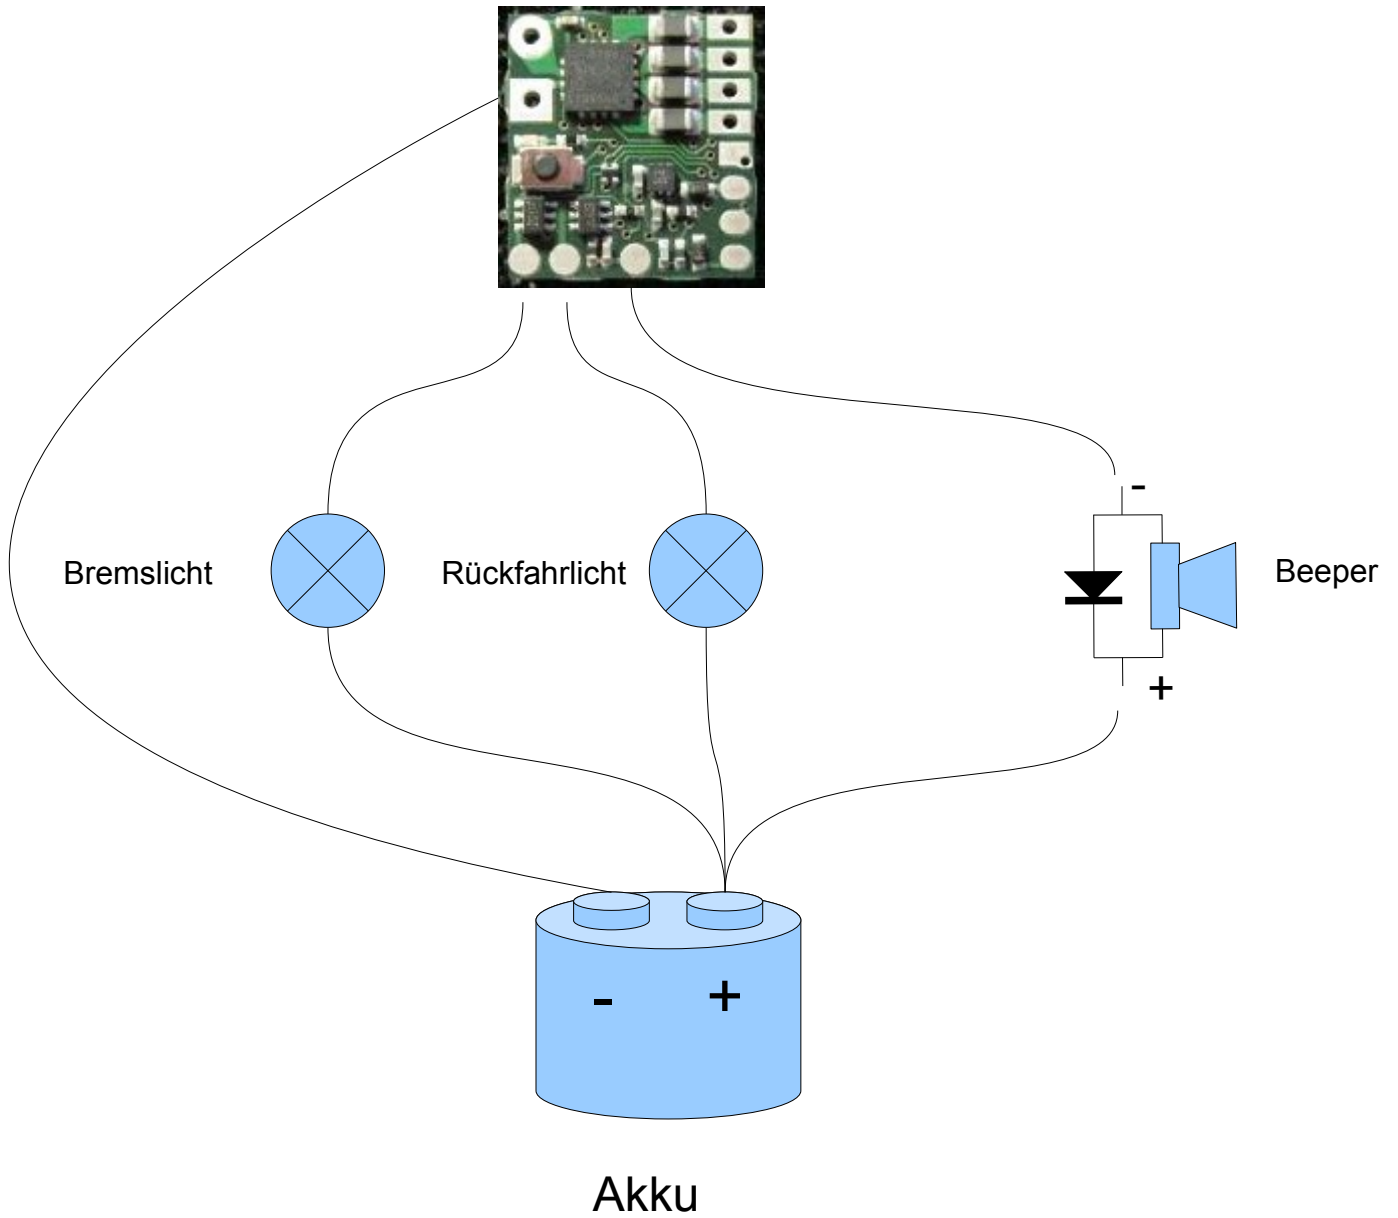 -
Bremslicht
Rückfahrlicht
Beeper
+
- +
Akku